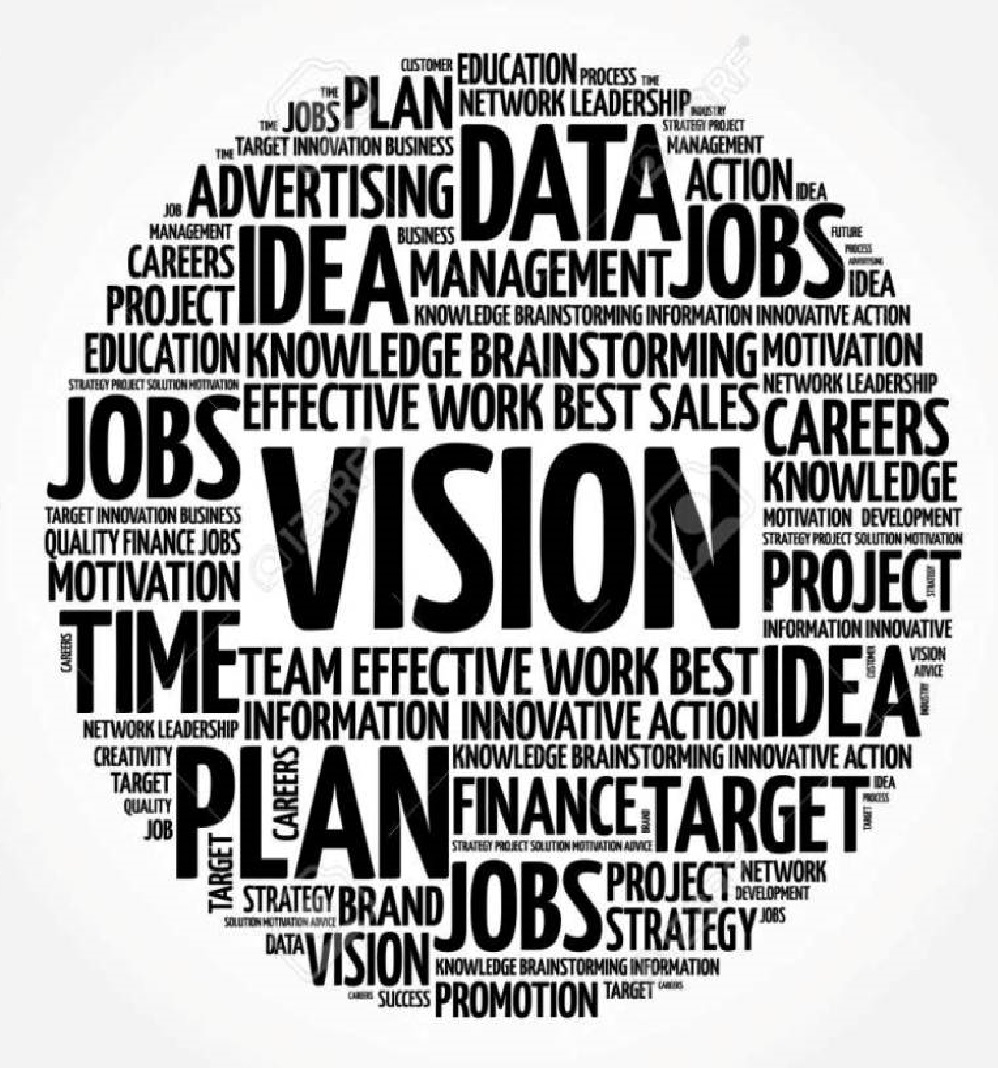 CUSTOMER EDUCATION PROCESS TIME
TIME JOBS PLAN NETWORK LEADERSHIP INDUSTRY
TIME
TIME TARGET INNOVATION BUSINESS DATA STRATEGY PROJECT
MANAGEMENT
ADVERTISING ACTION IDEA
JOB
MANAGEMENT IDEA BUSINESS JOBS FUTURE
PROCESS
ADVERTISING
CAREERS MANAGEMENT IDEA
PROJECT KNOWLEDGE BRAINSTORMING INFORMATION INNOVATIVE ACTION
EDUCATION KNOWLEDGE BRAINSTORMING MOTIVATION
STRATEGY PROJECT SOLUTION MOTIVATION NETWORK LEADERSHIP
JOBS EFFECTIVE WORK BEST SALES CAREERS
VISION KNOWLEDGE
TARGET INNOVATION BUSINESS MOTIVATION DEVELOPMENT
QUALITY FINANCE JOBS STRATEGY PROJECT SOLUTION MOTIVATION
MOTIVATION PROJECT STRATEGY
CAREERS TIME INFORMATION INNOVATIVE
TEAM EFFECTIVE WORK BEST IDEA CUSTOMER VISION
ADVICE
INDUSTRY
NETWORK LEADERSHIP INFORMATION INNOVATIVE ACTION
CREATIVITY PLAN CAREERS KNOWLEDGE BRAINSTORMING INNOVATIVE ACTION
TARGET FINANCE BRAND TARGET IDEA
QUALITY PROCESS
TARGET
JOB STRATEGY PROJECT SOLUTION MOTIVATION ADVICE
TARGET JOBS PROJECT NETWORK
STRATEGY BRAND DEVELOPMENT
SOLUTION MOTIVATION ADVICE STRATEGY JOBS
DATA VISION KNOWLEDGE BRAINSTORMING INFORMATION
CAREERS SUCCESS PROMOTION TARGET CAREERS